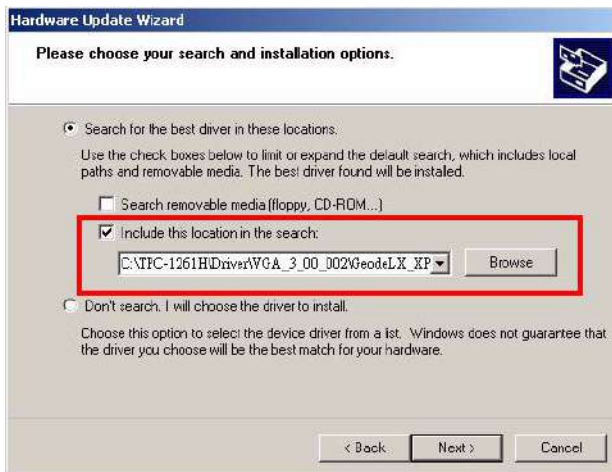 Hardware Update Wizard
Please choose your search and installation options.
Search for the best driver in these locations.
Use the check boxes below to limit or expand the default search, which includes local
paths and removable media. The best driver found will be installed.
Search removable media (floppy, CD-ROM...)
Include this location in the search:
C:\TPC-1261H\Driver\VGA_3_00_002\GeodeLX_XP
Browse
Don't search. I will choose the driver to install.
Choose this option to select the device driver from a list. Windows does not guarantee that
the driver you choose will be the best match for your hardware.
< Back
Next >
Cancel